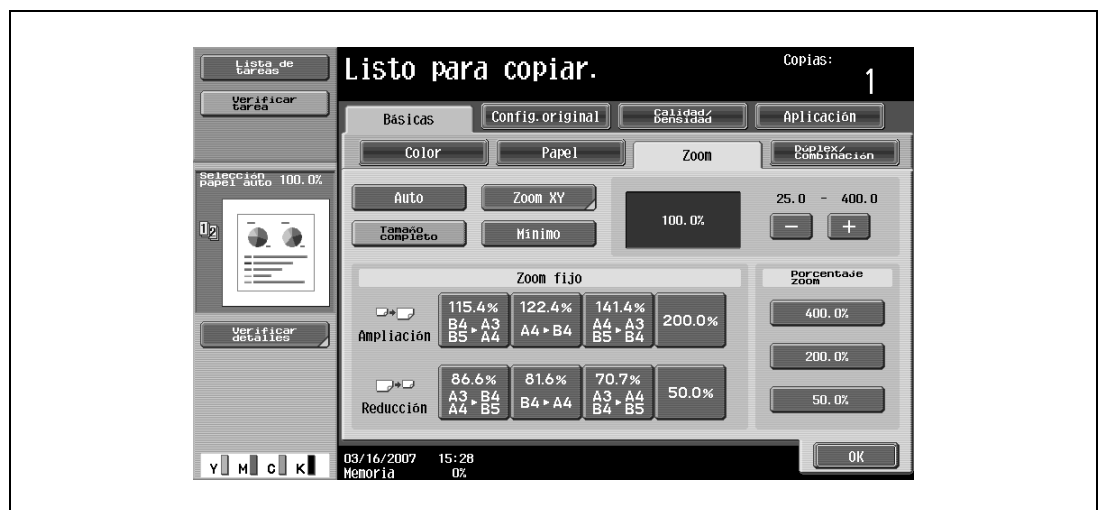 Lista de
tareas
Verificar
tarea
Selección
papel auto 100.0%
1 2
Verificar
detalles
Y M C K
Listo para copiar.
Copias:
1
Básicas
Config.original
Calidad/
Densidad
Aplicación
Color
Papel
Zoom
Dúplex/
Combinación
Auto
Zoom XY
Tamaño
completo
Mínimo
100.0%
25.0 - 400.0
− +
Zoom fijo
Ampliación
115.4%
B4 ▸ A3
B5 ▸ A4
122.4%
A4 ▸ B4
141.4%
A4 ▸ A3
B5 ▸ B4
200.0%
Reducción
86.6%
A3 ▸ B4
A4 ▸ B5
81.6%
B4 ▸ A4
70.7%
A3 ▸ A4
B4 ▸ B5
50.0%
Porcentaje
zoom
400.0%
200.0%
50.0%
03/16/2007 15:28
Memoria 0%
OK